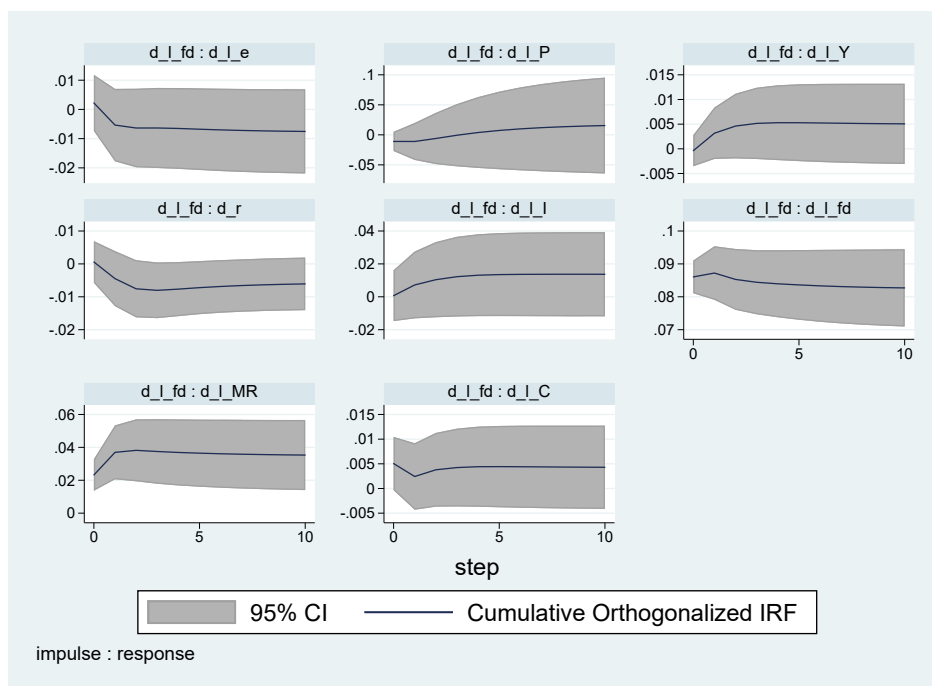 d_l_fd : d_l_e
.01
0
-.01
-.02
d_l_fd : d_l_P
.1
.05
0
-.05
d_l_fd : d_l_Y
.015
.01
.005
0
-.005
d_l_fd : d_r
.01
0
-.01
-.02
d_l_fd : d_l_I
.04
.02
0
-.02
d_l_fd : d_l_fd
.1
.09
.08
.07
0 5 10
d_l_fd : d_l_MR
.06
.04
.02
0
0 5 10
d_l_fd : d_l_C
.015
.01
.005
0
-.005
0 5 10
step
95% CI Cumulative Orthogonalized IRF
impulse : response